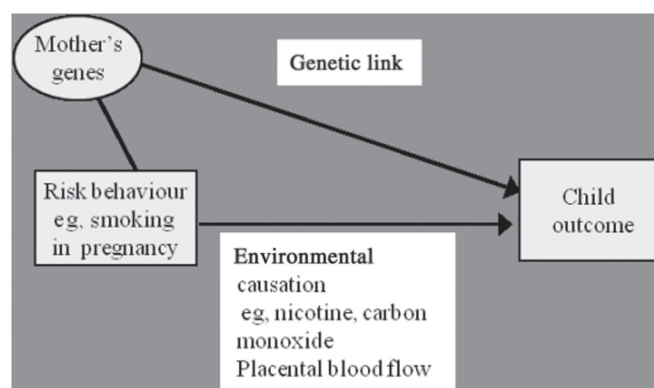 Mother's
genes
Genetic link
Risk behaviour
eg, smoking
in pregnancy
Child
outcome
Environmental
causation
eg, nicotine, carbon
monoxide
Placental blood flow